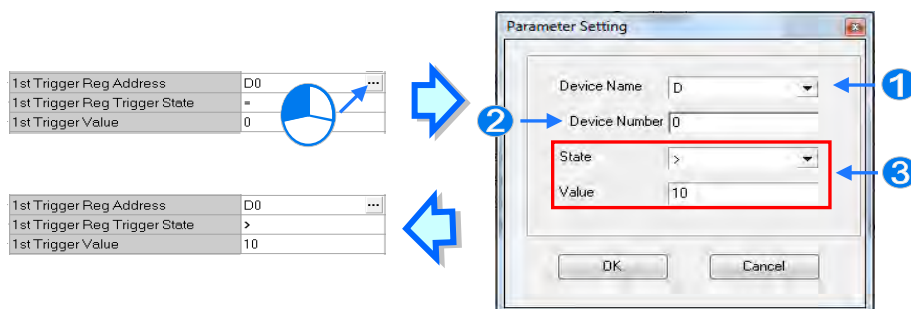 1st Trigger Reg Address D0 ...
1st Trigger Reg Trigger State =
1st Trigger Value 0
Parameter Setting
Device Name D
1
2
Device Number 0
State >
3
Value 10
OK Cancel
1st Trigger Reg Address D0 ...
1st Trigger Reg Trigger State >
1st Trigger Value 10